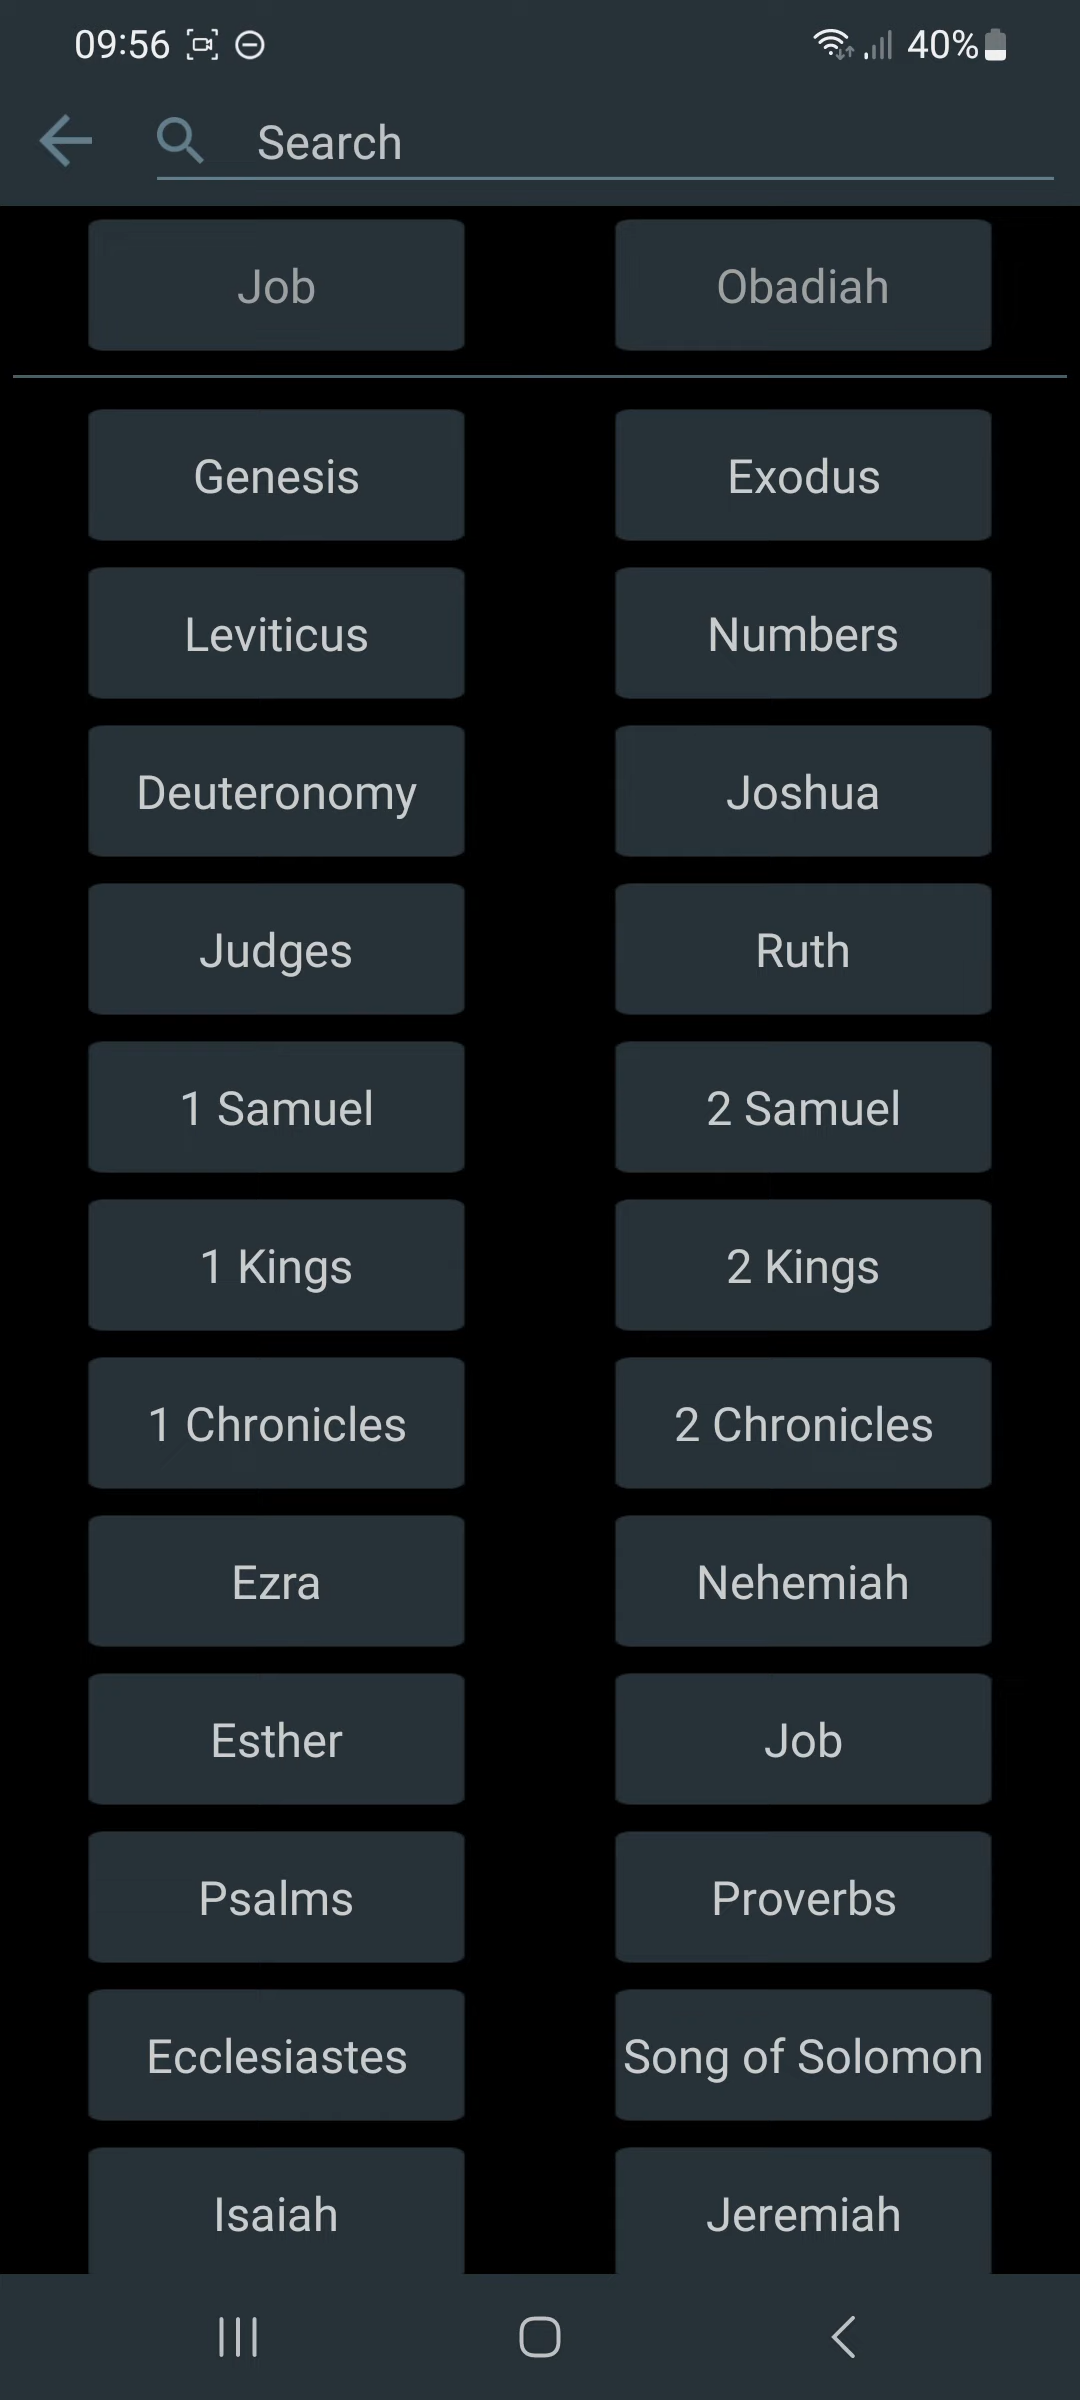 09:56 40%
Search
Job Obadiah
Genesis Exodus
Leviticus Numbers
Deuteronomy Joshua
Judges Ruth
1 Samuel 2 Samuel
1 Kings 2 Kings
1 Chronicles 2 Chronicles
Ezra Nehemiah
Esther Job
Psalms Proverbs
Ecclesiastes Song of Solomon
Isaiah Jeremiah